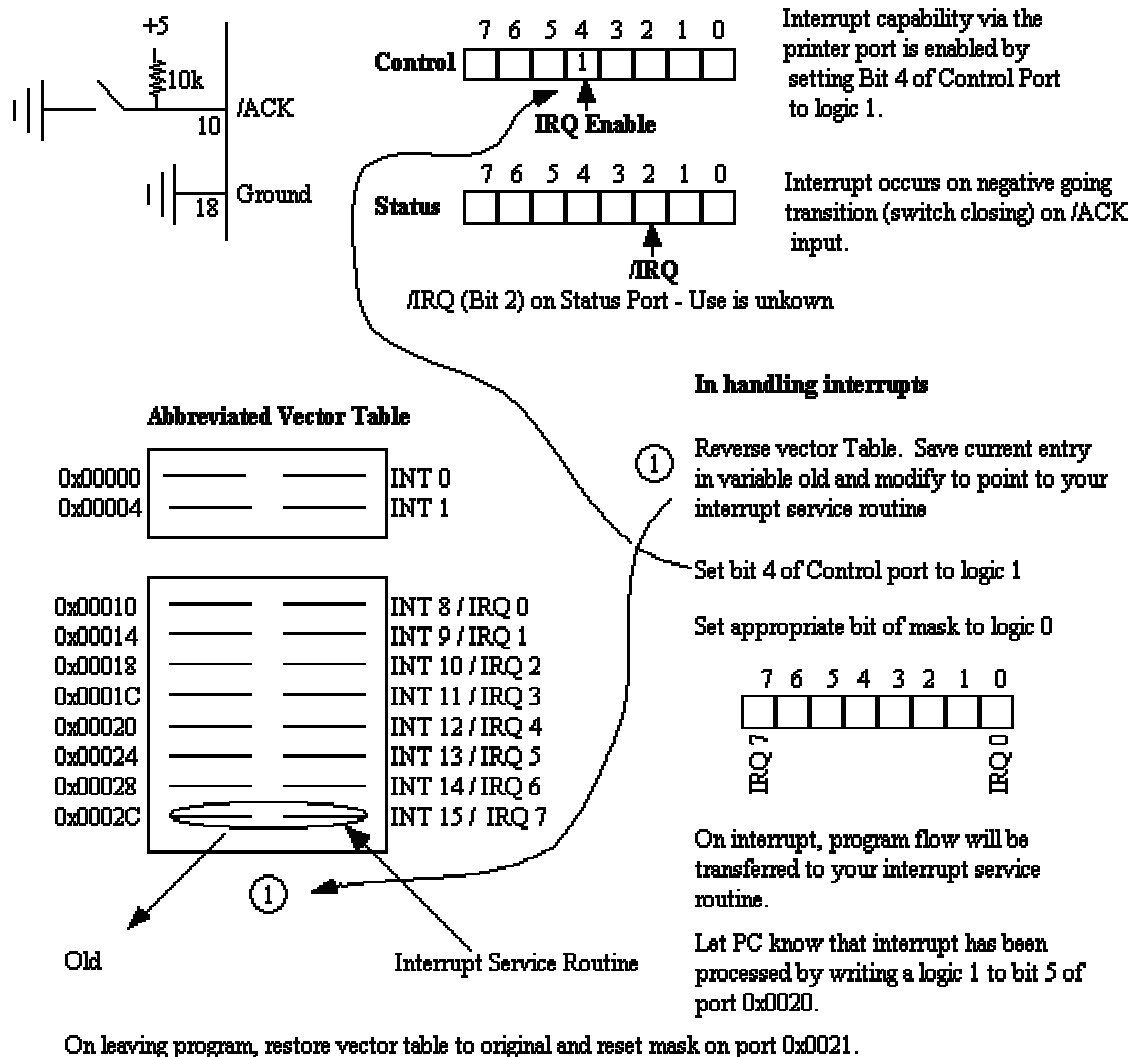 +5
10k
/ACK
10
Ground
18
7 6 5 4 3 2 1 0
Control
1
IRQ Enable
7 6 5 4 3 2 1 0
Status
/IRQ
/IRQ (Bit 2) on Status Port - Use is unkown
Interrupt capability via the
printer port is enabled by
setting Bit 4 of Control Port
to logic 1.
Interrupt occurs on negative going
transition (switch closing) on /ACK
input.
Abbreviated Vector Table
0x00000 INT 0
0x00004 INT 1
0x00010 INT 8 / IRQ 0
0x00014 INT 9 / IRQ 1
0x00018 INT 10 / IRQ 2
0x0001C INT 11 / IRQ 3
0x00020 INT 12 / IRQ 4
0x00024 INT 13 / IRQ 5
0x00028 INT 14 / IRQ 6
0x0002C INT 15 / IRQ 7
1
Old
Interrupt Service Routine
In handling interrupts
1
Reverse vector Table. Save current entry
in variable old and modify to point to your
interrupt service routine
Set bit 4 of Control port to logic 1
Set appropriate bit of mask to logic 0
7 6 5 4 3 2 1 0
IRQ 7
IRQ 0
On interrupt, program flow will be
transferred to your interrupt service
routine.
Let PC know that interrupt has been
processed by writing a logic 1 to bit 5 of
port 0x0020.
On leaving program, restore vector table to original and reset mask on port 0x0021.